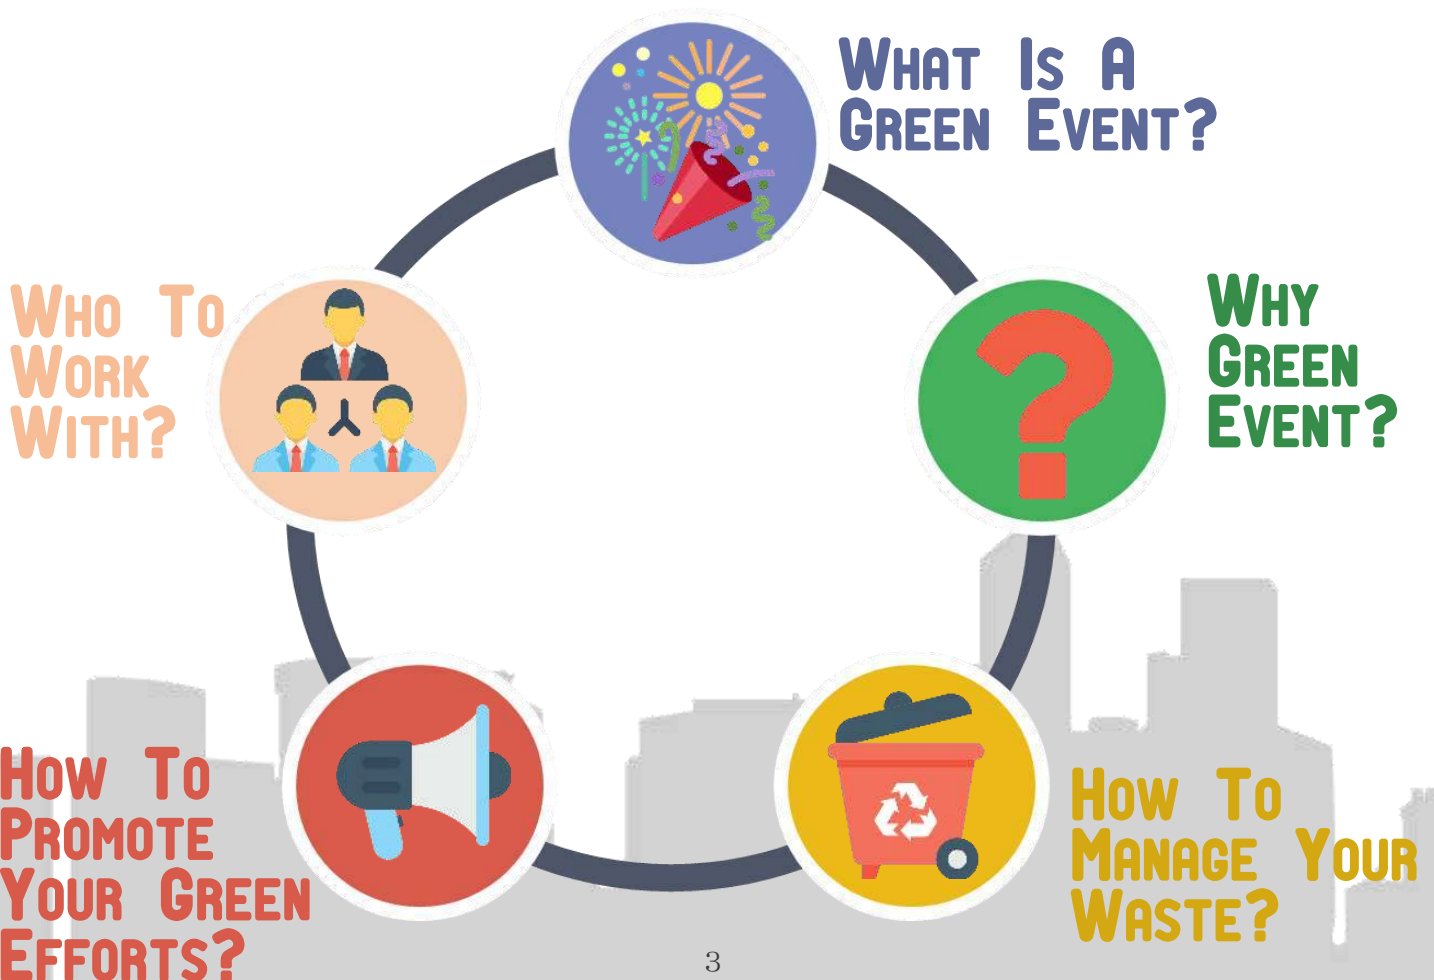 What Is A
Green Event?
Why
Green
Event?
How To
Manage Your
Waste?
How To
Promote
Your Green
Efforts?
Who To
Work
With?
3